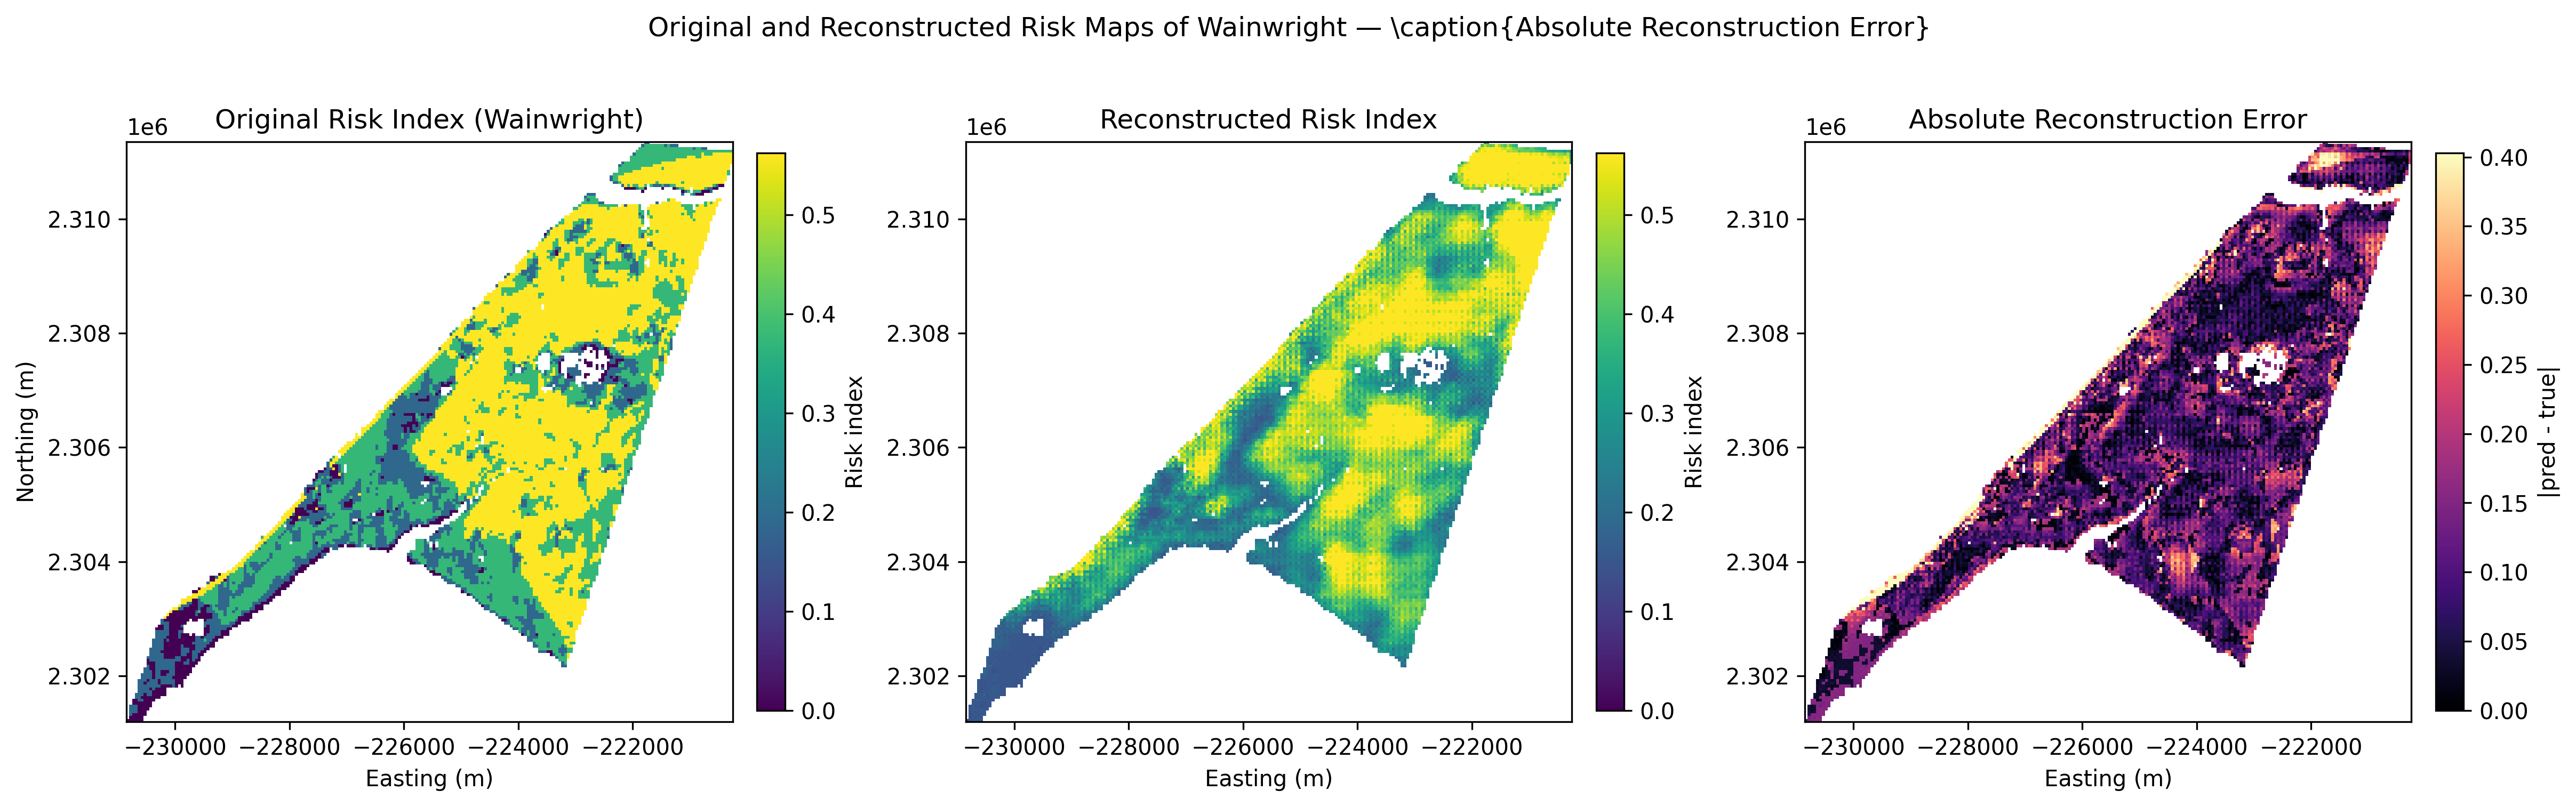 Original and Reconstructed Risk Maps of Wainwright — \caption{Absolute Reconstruction Error}
Original Risk Index (Wainwright)
1e6
2.310
2.308
2.306
2.304
2.302
Northing (m)
−230000 −228000 −226000 −224000 −222000
Easting (m)
0.5
0.4
0.3
0.2
0.1
0.0
Risk index
Reconstructed Risk Index
1e6
2.310
2.308
2.306
2.304
2.302
−230000 −228000 −226000 −224000 −222000
Easting (m)
0.5
0.4
0.3
0.2
0.1
0.0
Risk index
Absolute Reconstruction Error
1e6
2.310
2.308
2.306
2.304
2.302
−230000 −228000 −226000 −224000 −222000
Easting (m)
0.40
0.35
0.30
0.25
0.20
0.15
0.10
0.05
0.00
|pred - true|